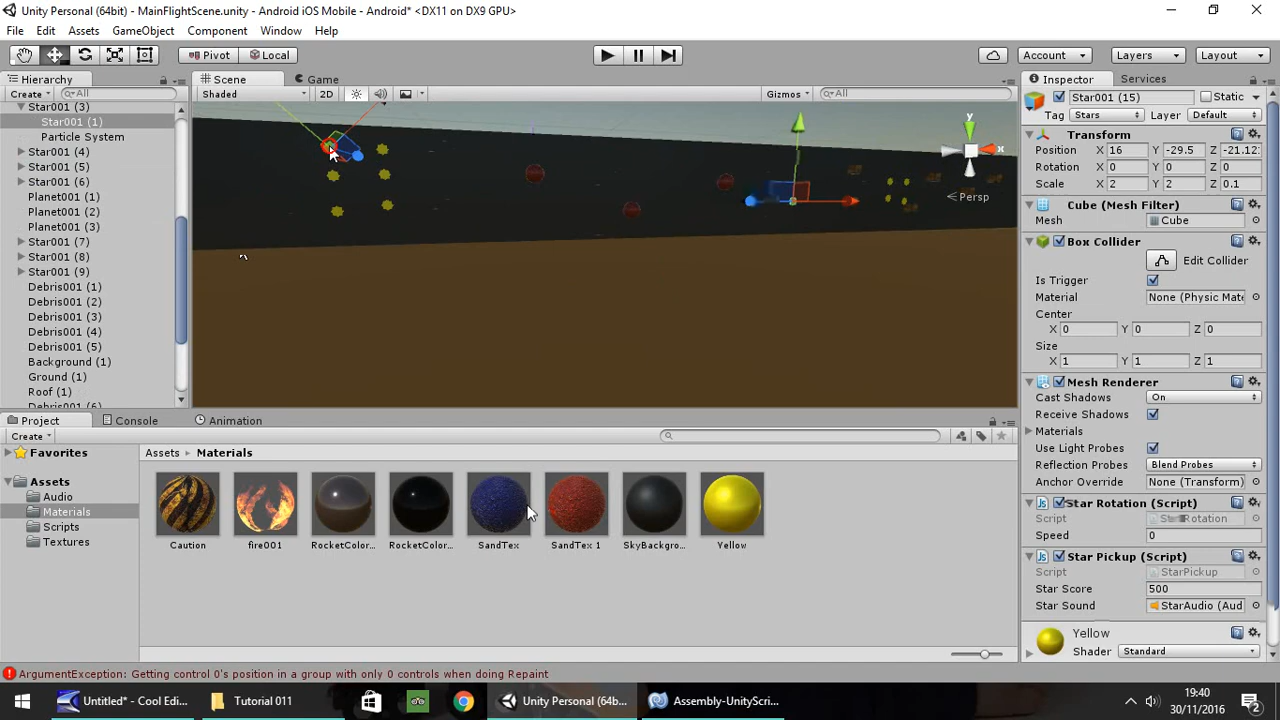 Unity Personal (64bit) - MainFlightScene.unity - Android iOS Mobile - Android* <DX11 on DX9 GPU>
File Edit Assets GameObject Component Window Help
Pivot Local Account Layers Layout
Hierarchy Scene Game Inspector Services
Create All Shaded 2D Gizmos All Star001 (15) Static
Tag Stars Layer Default
Star001 (3)
Star001 (1)
Particle System
Star001 (4)
Star001 (5)
Star001 (6)
Planet001 (1)
Planet001 (2)
Planet001 (3)
Star001 (7)
Star001 (8)
Star001 (9)
Debris001 (1)
Debris001 (2)
Debris001 (3)
Debris001 (4)
Debris001 (5)
Background (1)
Ground (1)
Roof (1)
Debris001 (6)
y
x
Persp
Transform
Position X 16 Y -29.5 Z -21.12
Rotation X 0 Y 0 Z 0
Scale X 2 Y 2 Z 0.1
Cube (Mesh Filter)
Mesh Cube
Box Collider
Edit Collider
Is Trigger
Material None (Physic Mate
Center
X 0 Y 0 Z 0
Size
X 1 Y 1 Z 1
Mesh Renderer
Cast Shadows On
Receive Shadows
Materials
Use Light Probes
Reflection Probes Blend Probes
Anchor Override None (Transform)
Star Rotation (Script)
Script StarRotation
Speed 0
Star Pickup (Script)
Script StarPickup
Star Score 500
Star Sound StarAudio (Aud
Yellow
Shader Standard
Project Console Animation
Create
Favorites
Assets
Audio
Materials
Scripts
Textures
Assets ▸ Materials
Caution fire001 RocketColor... RocketColor... SandTex SandTex 1 SkyBackgro... Yellow
ArgumentException: Getting control 0's position in a group with only 0 controls when doing Repaint
Untitled* - Cool Edi... Tutorial 011 Unity Personal (64b... Assembly-UnityScri...
19:40
30/11/2016
2